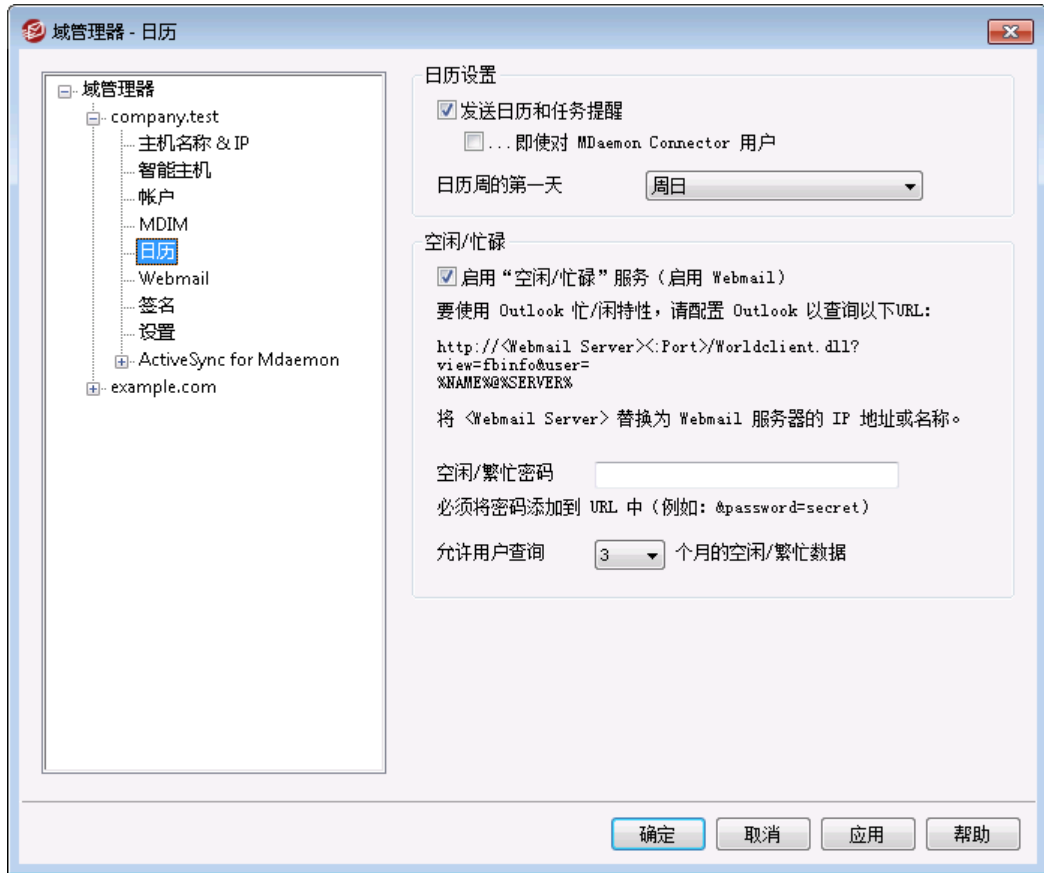 域管理器 - 日历
域管理器
company.test
主机名称 & IP
智能主机
帐户
MDIM
日历
Webmail
签名
设置
ActiveSync for Mdaemon
example.com
日历设置
发送日历和任务提醒
...即使对 MDaemon Connector 用户
日历周的第一天 周日
空闲/忙碌
启用“空闲/忙碌”服务（启用 Webmail）
要使用 Outlook 忙/闲特性，请配置 Outlook 以查询以下URL：
http://<Webmail Server><:Port>/Worldclient.dll?
view=fbinfo&user=
%NAME%@%SERVER%
将 <Webmail Server> 替换为 Webmail 服务器的 IP 地址或名称。
空闲/繁忙密码
必须将密码添加到 URL 中（例如：&password=secret）
允许用户查询 3 个月的空闲/繁忙数据
确定 取消 应用 帮助